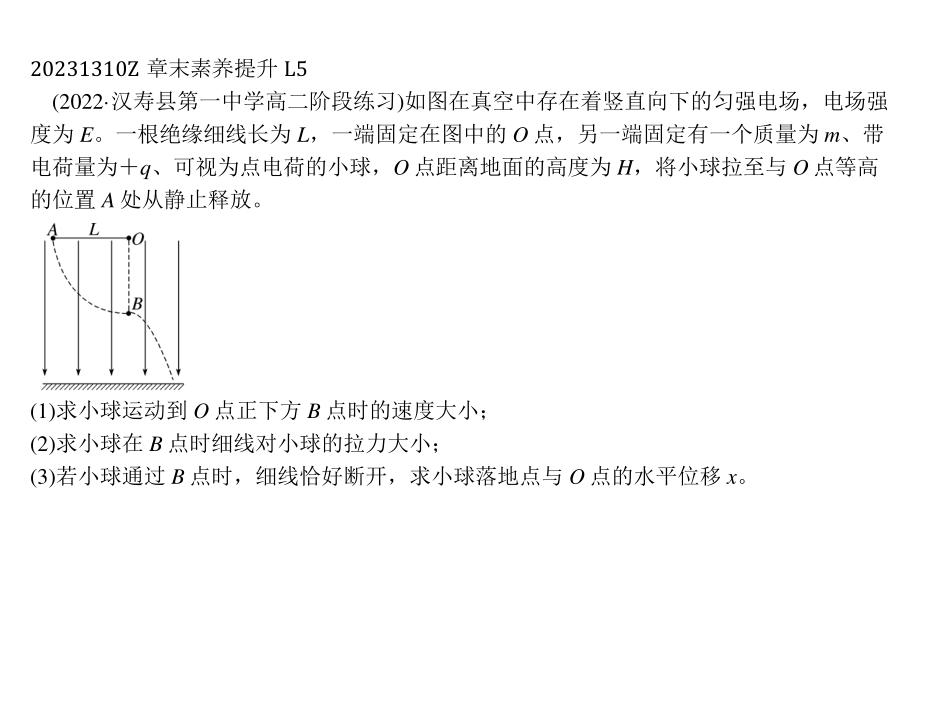 20231310Z 章末素养提升 L5
(2022·汉寿县第一中学高二阶段练习)如图在真空中存在着竖直向下的匀强电场，电场强
度为 E。一根绝缘细线长为 L，一端固定在图中的 O 点，另一端固定有一个质量为 m、带
电荷量为＋q、可视为点电荷的小球，O 点距离地面的高度为 H，将小球拉至与 O 点等高
的位置 A 处从静止释放。
A L O
B
(1)求小球运动到 O 点正下方 B 点时的速度大小；
(2)求小球在 B 点时细线对小球的拉力大小；
(3)若小球通过 B 点时，细线恰好断开，求小球落地点与 O 点的水平位移 x。